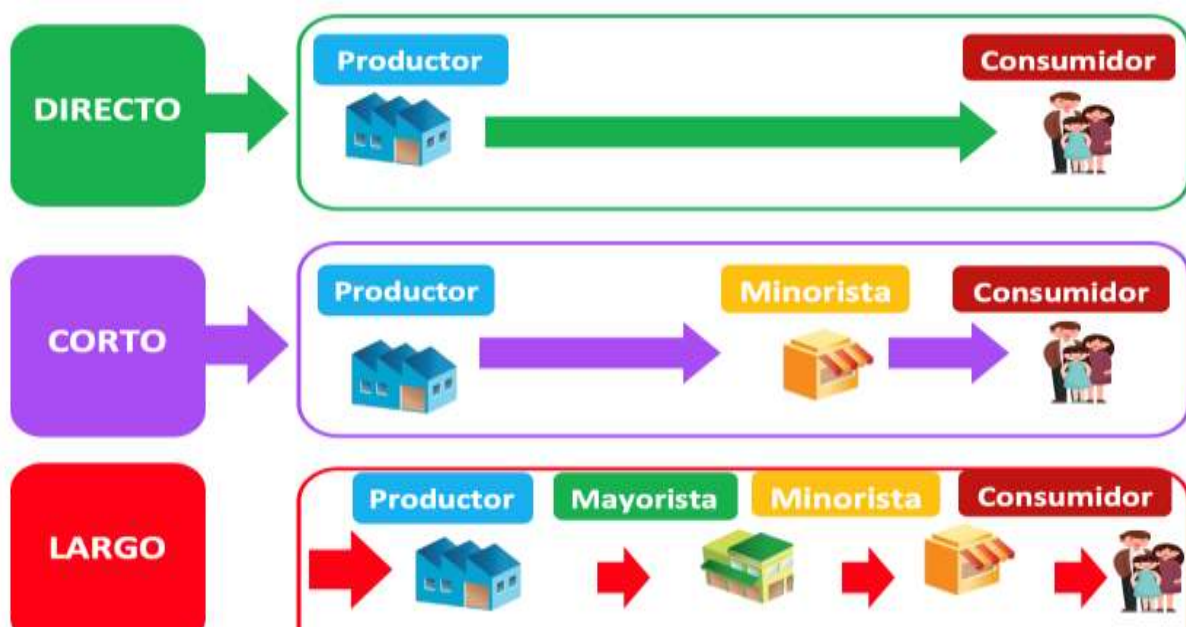 Productor
Consumidor
DIRECTO
Productor
Minorista
Consumidor
CORTO
Productor
Mayorista
Minorista
Consumidor
LARGO